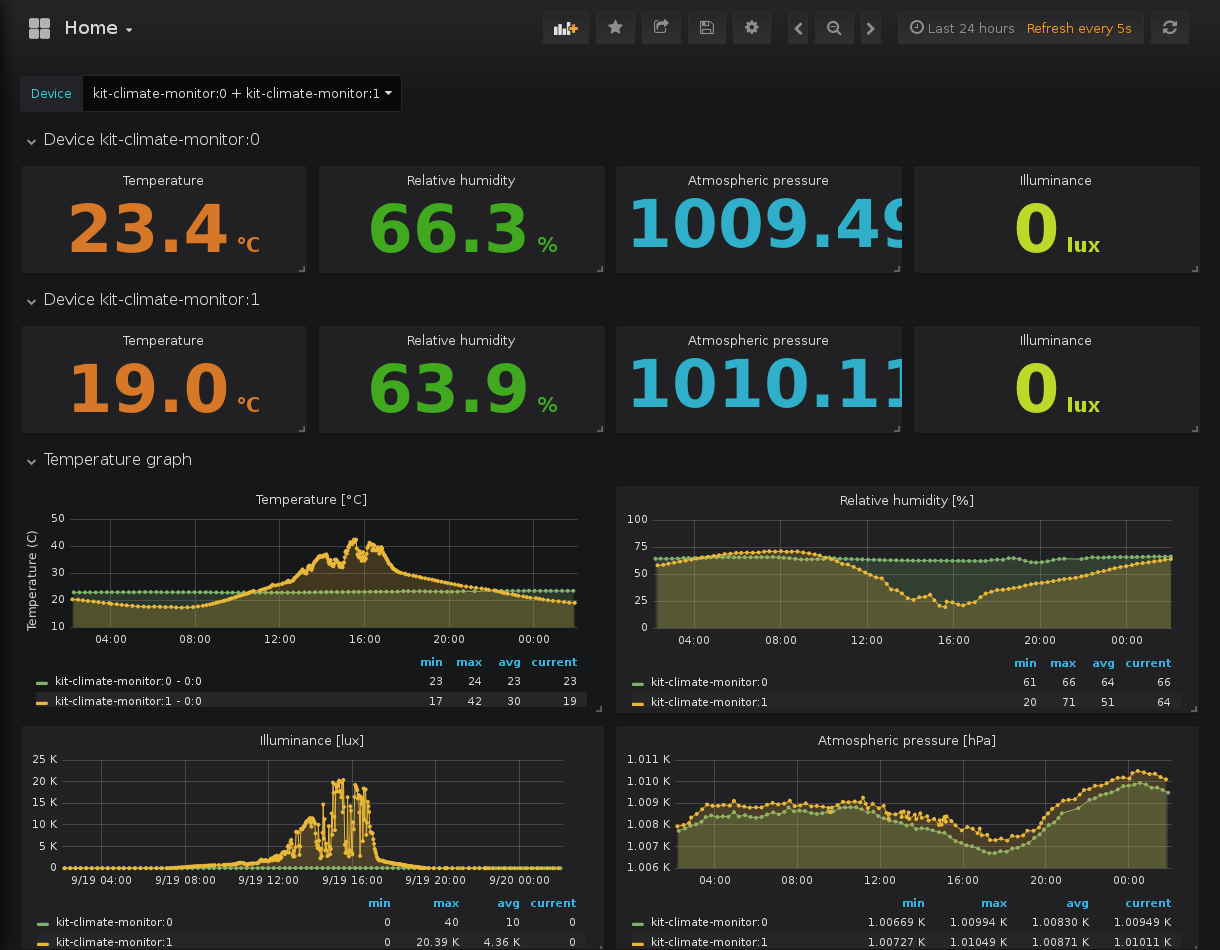 Home
Last 24 hours Refresh every 5s
Device kit-climate-monitor:0 + kit-climate-monitor:1
Device kit-climate-monitor:0
Temperature Relative humidity Atmospheric pressure Illuminance
23.4 °C 66.3 % 1009.49 0 lux
Device kit-climate-monitor:1
Temperature Relative humidity Atmospheric pressure Illuminance
19.0 °C 63.9 % 1010.11 0 lux
Temperature graph
Temperature [°C]
Temperature (C)
50
40
30
20
10
04:00 08:00 12:00 16:00 20:00 00:00
min max avg current
kit-climate-monitor:0 - 0:0 23 24 23 23
kit-climate-monitor:1 - 0:0 17 42 30 19
Relative humidity [%]
100
75
50
25
0
04:00 08:00 12:00 16:00 20:00 00:00
min max avg current
kit-climate-monitor:0 61 66 64 66
kit-climate-monitor:1 20 71 51 64
Illuminance [lux]
25 K
20 K
15 K
10 K
5 K
0
9/19 04:00 9/19 08:00 9/19 12:00 9/19 16:00 9/19 20:00 9/20 00:00
min max avg current
kit-climate-monitor:0 0 40 10 0
kit-climate-monitor:1 0 20.39 K 4.36 K 0
Atmospheric pressure [hPa]
1.011 K
1.010 K
1.009 K
1.008 K
1.007 K
1.006 K
04:00 08:00 12:00 16:00 20:00 00:00
min max avg current
kit-climate-monitor:0 1.00669 K 1.00994 K 1.00830 K 1.00949 K
kit-climate-monitor:1 1.00727 K 1.01049 K 1.00871 K 1.01011 K